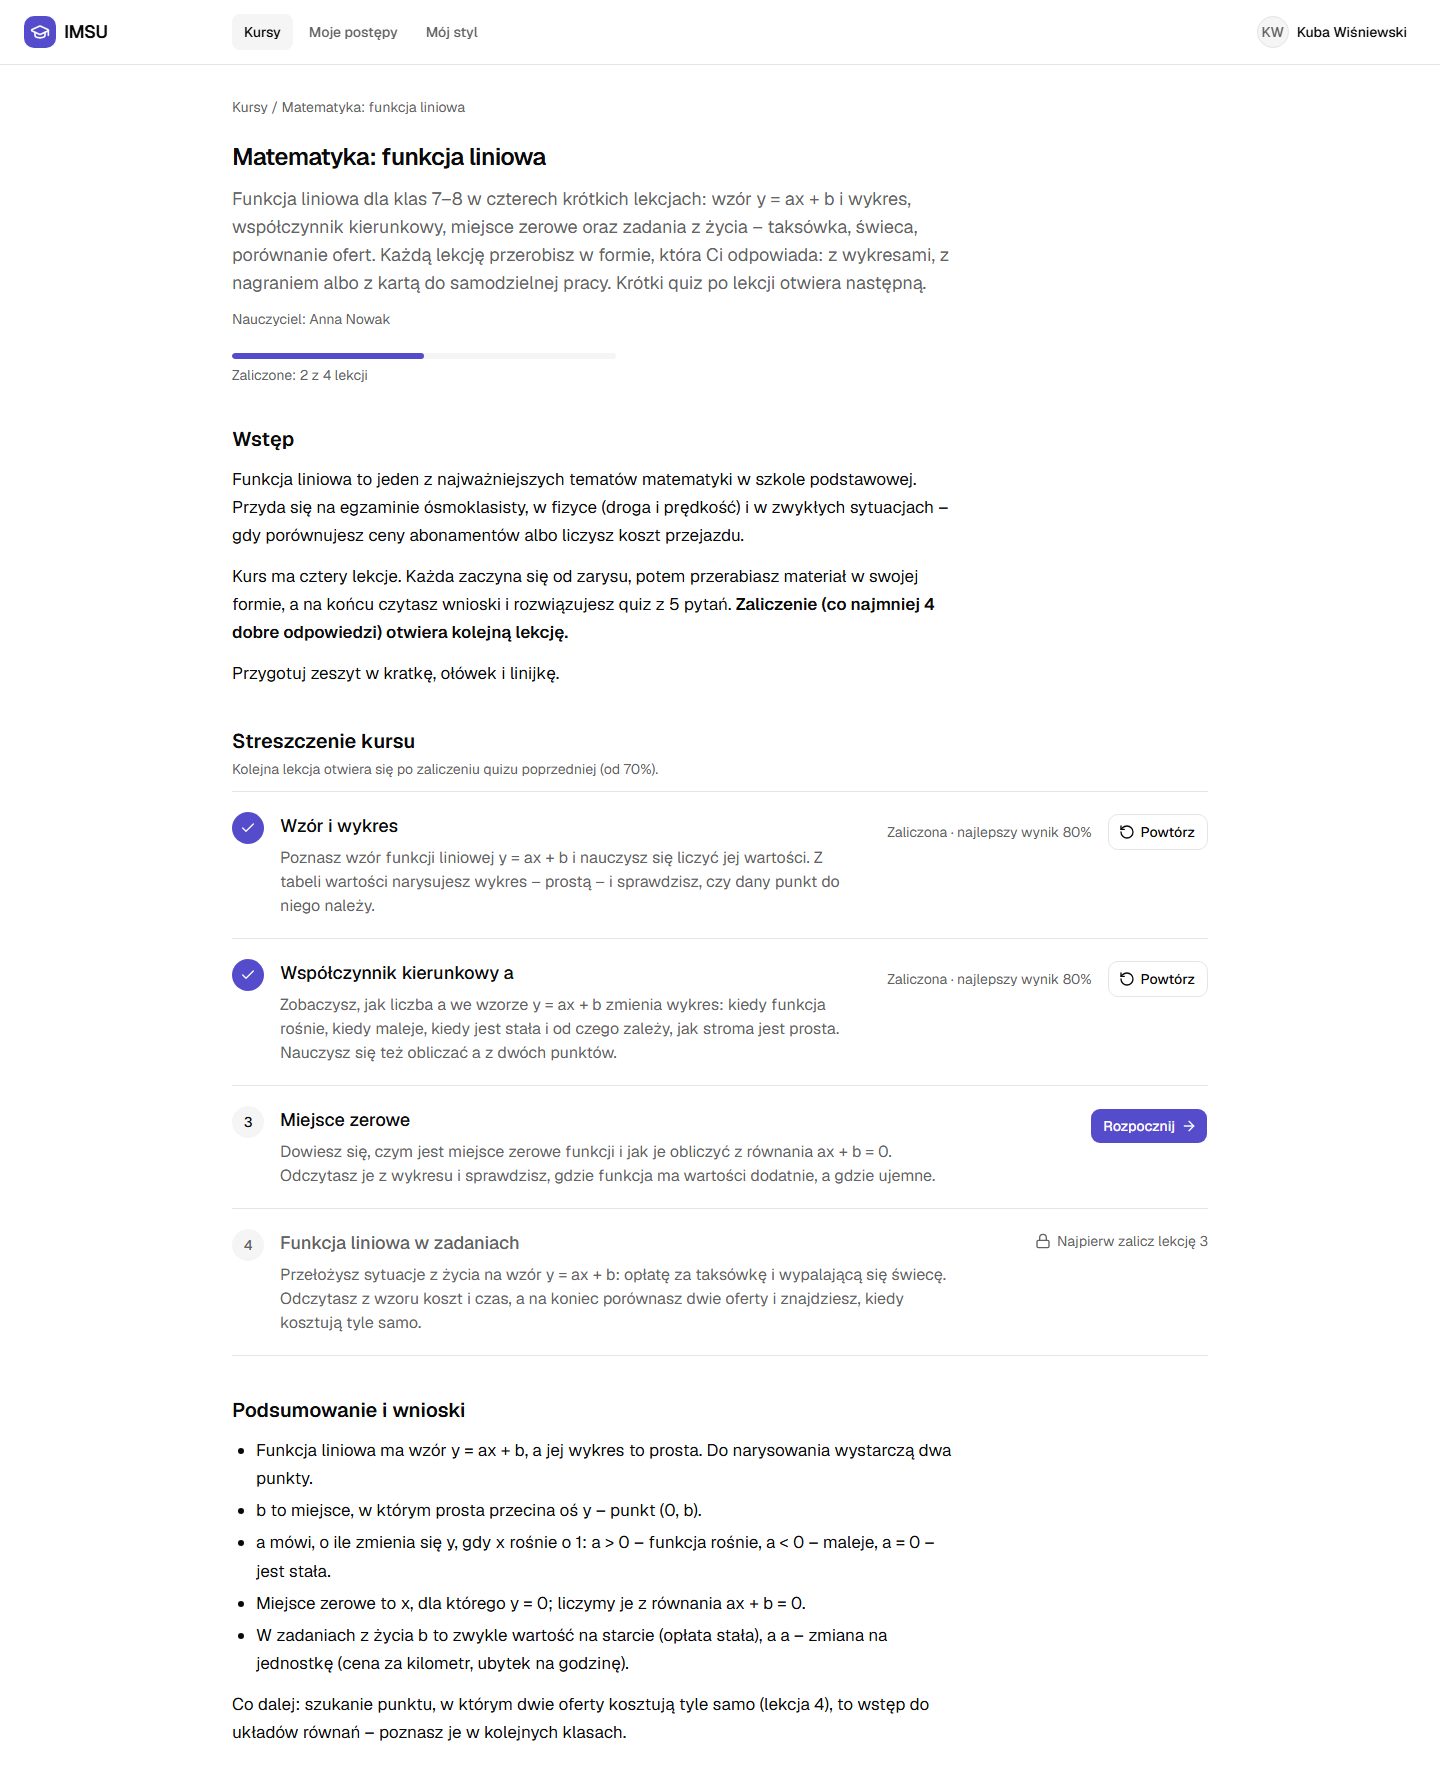 IMSU
Kursy
Moje postępy
Mój styl
KW
Kuba Wiśniewski
Kursy / Matematyka: funkcja liniowa
Matematyka: funkcja liniowa
Funkcja liniowa dla klas 7–8 w czterech krótkich lekcjach: wzór y = ax + b i wykres,
współczynnik kierunkowy, miejsce zerowe oraz zadania z życia – taksówka, świeca,
porównanie ofert. Każdą lekcję przerobisz w formie, która Ci odpowiada: z wykresami, z
nagraniem albo z kartą do samodzielnej pracy. Krótki quiz po lekcji otwiera następną.
Nauczyciel: Anna Nowak
Zaliczone: 2 z 4 lekcji
Wstęp
Funkcja liniowa to jeden z najważniejszych tematów matematyki w szkole podstawowej.
Przyda się na egzaminie ósmoklasisty, w fizyce (droga i prędkość) i w zwykłych sytuacjach –
gdy porównujesz ceny abonamentów albo liczysz koszt przejazdu.
Kurs ma cztery lekcje. Każda zaczyna się od zarysu, potem przerabiasz materiał w swojej
formie, a na końcu czytasz wnioski i rozwiązujesz quiz z 5 pytań. Zaliczenie (co najmniej 4
dobre odpowiedzi) otwiera kolejną lekcję.
Przygotuj zeszyt w kratkę, ołówek i linijkę.
Streszczenie kursu
Kolejna lekcja otwiera się po zaliczeniu quizu poprzedniej (od 70%).
Wzór i wykres
Zaliczona · najlepszy wynik 80%
Powtórz
Poznasz wzór funkcji liniowej y = ax + b i nauczysz się liczyć jej wartości. Z
tabeli wartości narysujesz wykres – prostą – i sprawdzisz, czy dany punkt do
niego należy.
Współczynnik kierunkowy a
Zaliczona · najlepszy wynik 80%
Powtórz
Zobaczysz, jak liczba a we wzorze y = ax + b zmienia wykres: kiedy funkcja
rośnie, kiedy maleje, kiedy jest stała i od czego zależy, jak stroma jest prosta.
Nauczysz się też obliczać a z dwóch punktów.
3
Miejsce zerowe
Rozpocznij
Dowiesz się, czym jest miejsce zerowe funkcji i jak je obliczyć z równania ax + b = 0.
Odczytasz je z wykresu i sprawdzisz, gdzie funkcja ma wartości dodatnie, a gdzie ujemne.
4
Funkcja liniowa w zadaniach
Najpierw zalicz lekcję 3
Przełożysz sytuacje z życia na wzór y = ax + b: opłatę za taksówkę i wypalającą się świecę.
Odczytasz z wzoru koszt i czas, a na koniec porównasz dwie oferty i znajdziesz, kiedy
kosztują tyle samo.
Podsumowanie i wnioski
• Funkcja liniowa ma wzór y = ax + b, a jej wykres to prosta. Do narysowania wystarczą dwa
punkty.
• b to miejsce, w którym prosta przecina oś y – punkt (0, b).
• a mówi, o ile zmienia się y, gdy x rośnie o 1: a > 0 – funkcja rośnie, a < 0 – maleje, a = 0 –
jest stała.
• Miejsce zerowe to x, dla którego y = 0; liczymy je z równania ax + b = 0.
• W zadaniach z życia b to zwykle wartość na starcie (opłata stała), a a – zmiana na
jednostkę (cena za kilometr, ubytek na godzinę).
Co dalej: szukanie punktu, w którym dwie oferty kosztują tyle samo (lekcja 4), to wstęp do
układów równań – poznasz je w kolejnych klasach.